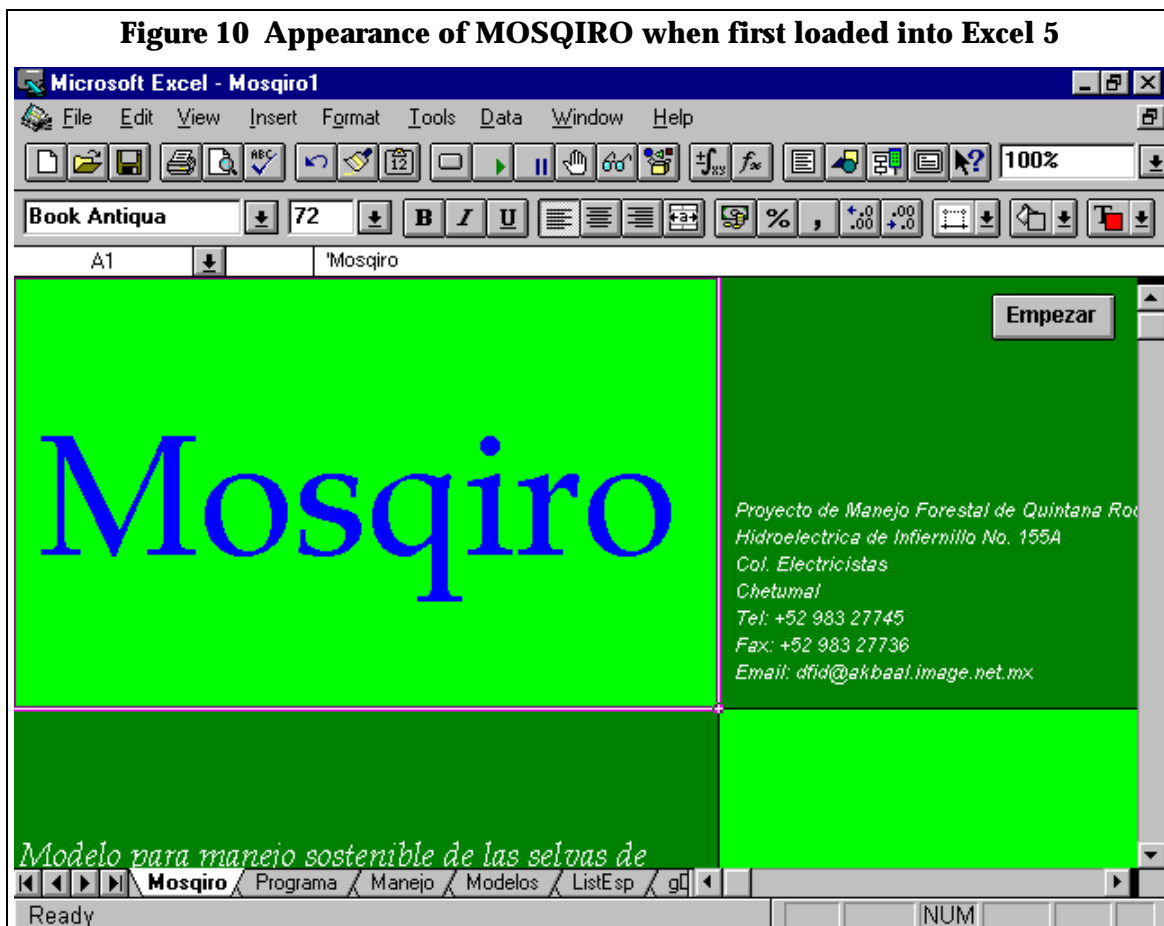 Figure 10 Appearance of MOSQIRO when first loaded into Excel 5
Microsoft Excel - Mosqiro1
File Edit View Insert Format Tools Data Window Help
ABC 12 100%
Book Antiqua 72 B I U % ,
A1 'Mosqiro
Empezar
Mosqiro
Proyecto de Manejo Forestal de Quintana
Hidroelectrica de Infiernillo No. 155A
Col. Electricistas
Chetumal
Tel: +52 983 27745
Fax: +52 983 27736
Email: dfid@akbaal.image.net.mx
Modelo para manejo sostenible de las selvas de
Mosqiro Programa Manejo Modelos ListEsp
Ready NUM